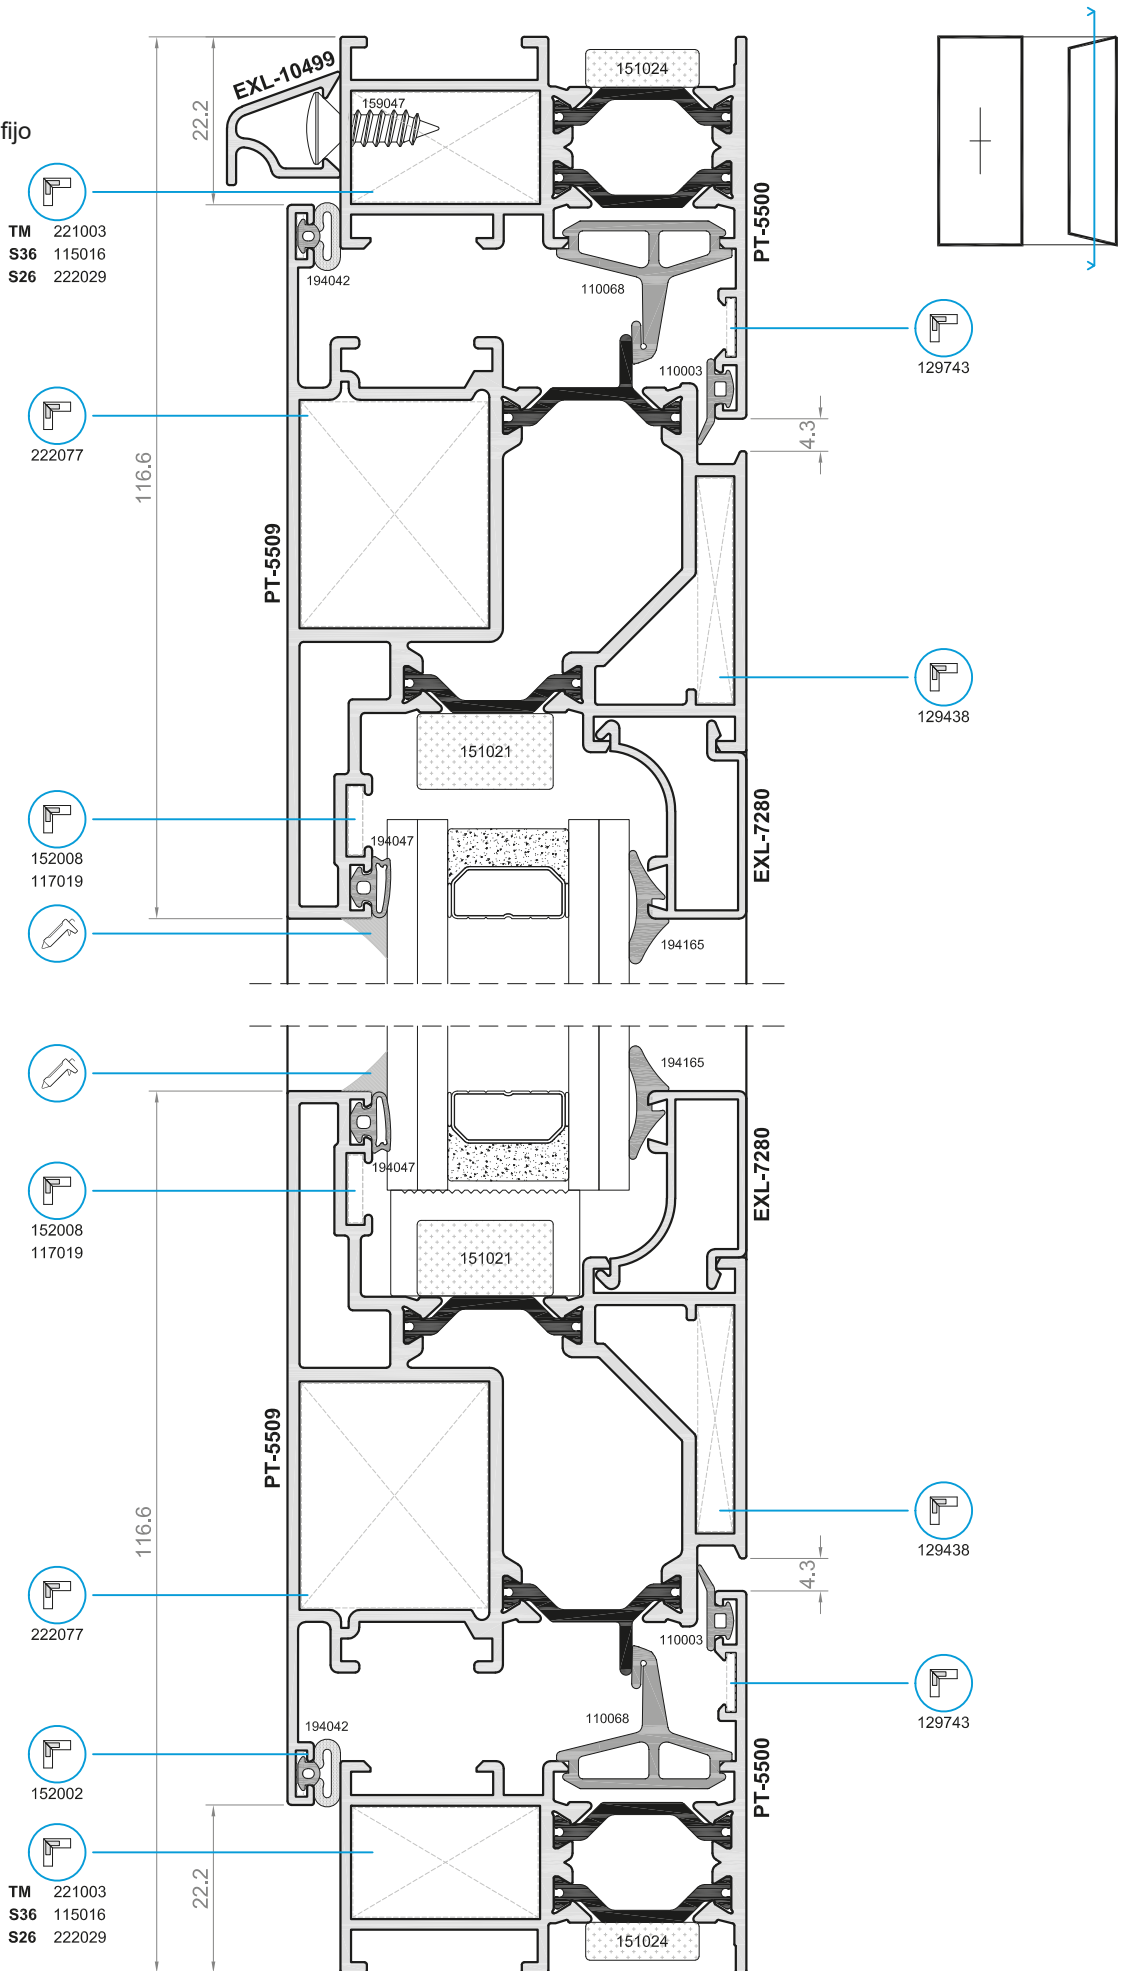 EXL-10499
151024
159047
22.2
fijo
TM 221003
S36 115016
S26 222029
PT-5500
194042
110068
129743
110003
4.3
222077
116.6
PT-5509
129438
151021
EXL-7280
194047
152008
117019
194165
194165
194047
EXL-7280
152008
117019
151021
PT-5509
116.6
129438
4.3
222077
110003
110068
129743
194042
PT-5500
152002
22.2
TM 221003
S36 115016
S26 222029
151024